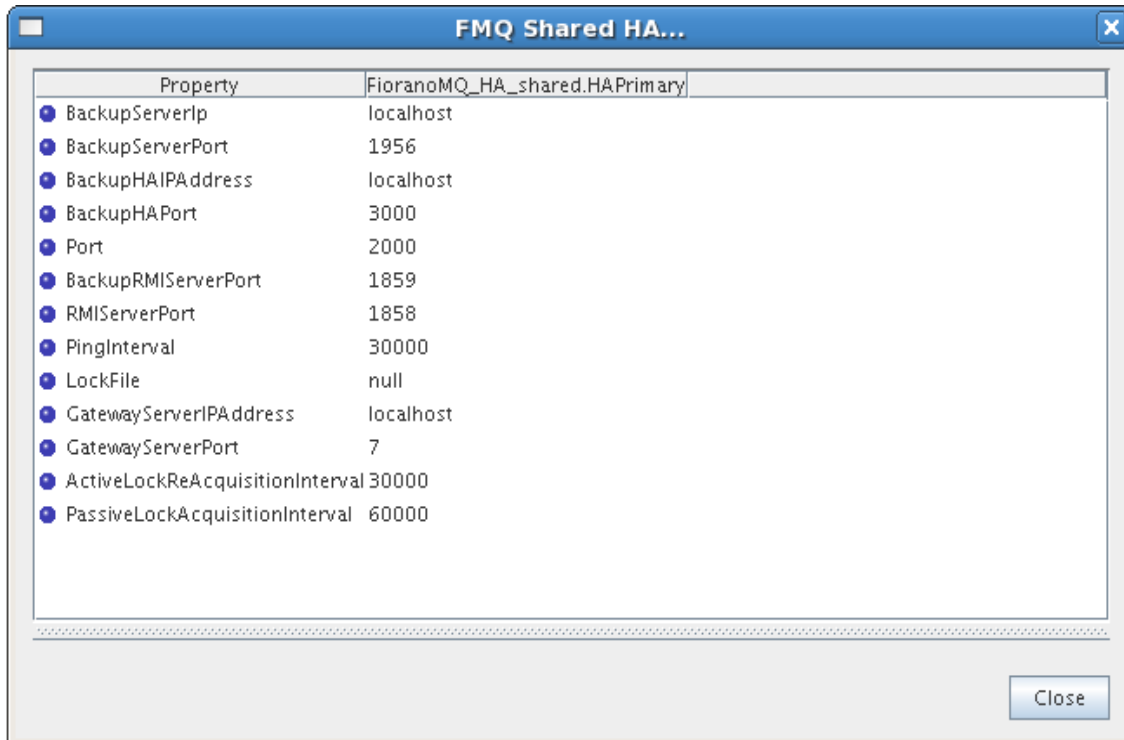 FMQ Shared HA...
Property FioranoMQ_HA_shared.HAPrimary
BackupServerIp localhost
BackupServerPort 1956
BackupHAIPAddress localhost
BackupHAPort 3000
Port 2000
BackupRMIServerPort 1859
RMIServerPort 1858
PingInterval 30000
LockFile null
GatewayServerIPAddress localhost
GatewayServerPort 7
ActiveLockReAcquisitionInterval 30000
PassiveLockAcquisitionInterval 60000
Close